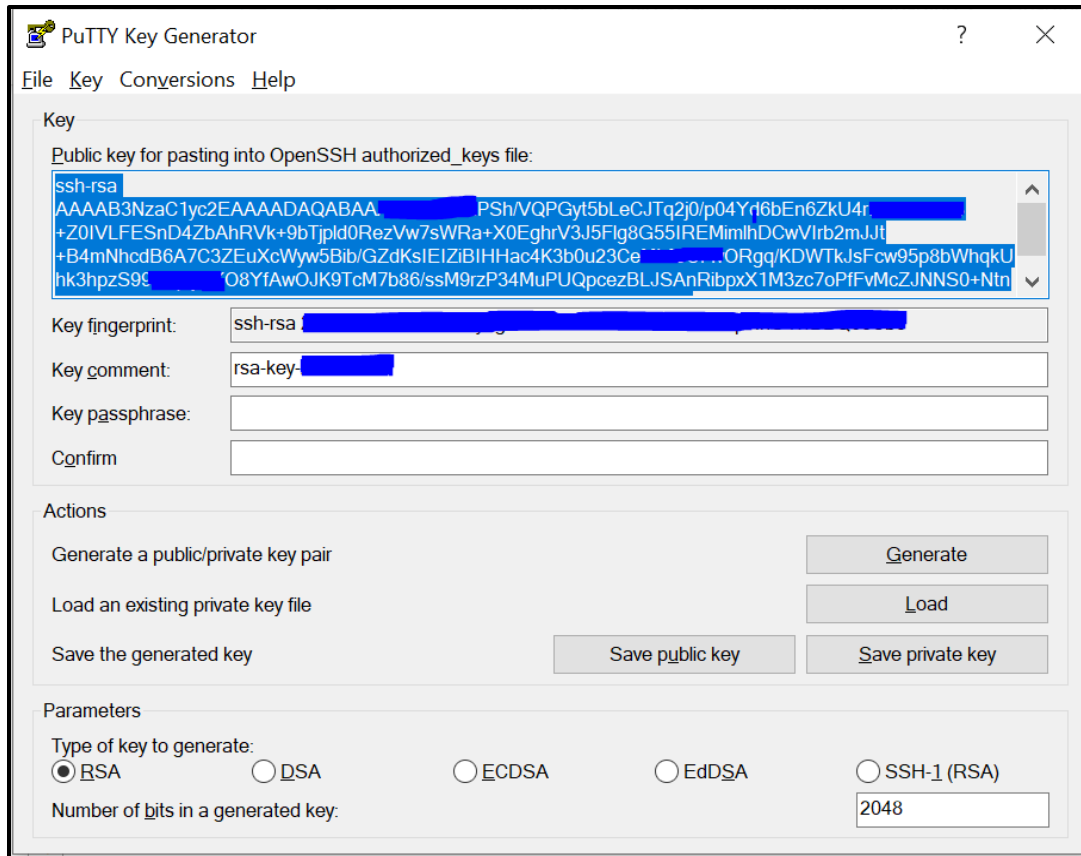 PuTTY Key Generator
File Key Conversions Help
Key
Public key for pasting into OpenSSH authorized_keys file:
ssh-rsa
AAAAB3NzaC1yc2EAAAADAQABAA PSh/VQPGyt5bLeCJTq2j0/p04Yd6bEn6ZkU4r
+Z0IVLFESnD4ZbAhRVk+9bTjpld0RezVw7sWRa+X0EghrV3J5Flg8G55IREMimlhDCwVIrb2mJJt
+B4mNhcdB6A7C3ZEuXcWyw5Bib/GZdKsIEIZiBIHHac4K3b0u23Ce ORgq/KDWTkJsFcw95p8bWhqkU
hk3hpzS99 O8YfAwOJK9TcM7b86/ssM9rzP34MuPUQpcezBLJSAnRibpxX1M3zc7oPfFvMcZJNNS0+Ntn
Key fingerprint: ssh-rsa
Key comment: rsa-key-
Key passphrase:
Confirm
Actions
Generate a public/private key pair Generate
Load an existing private key file Load
Save the generated key Save public key Save private key
Parameters
Type of key to generate:
RSA DSA ECDSA EdDSA SSH-1 (RSA)
Number of bits in a generated key: 2048